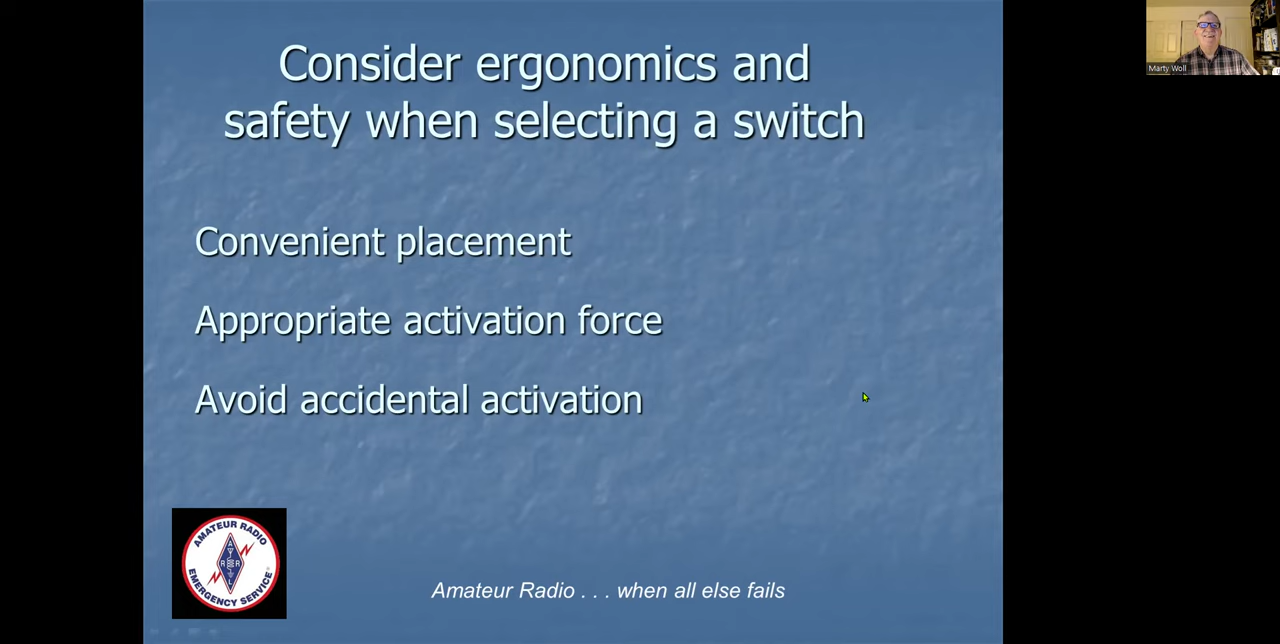 Consider ergonomics and
safety when selecting a switch
Marty Woll
Convenient placement
Appropriate activation force
Avoid accidental activation
AMATEUR RADIO
A
R R
L
EMERGENCY SERVICE
Amateur Radio . . . when all else fails